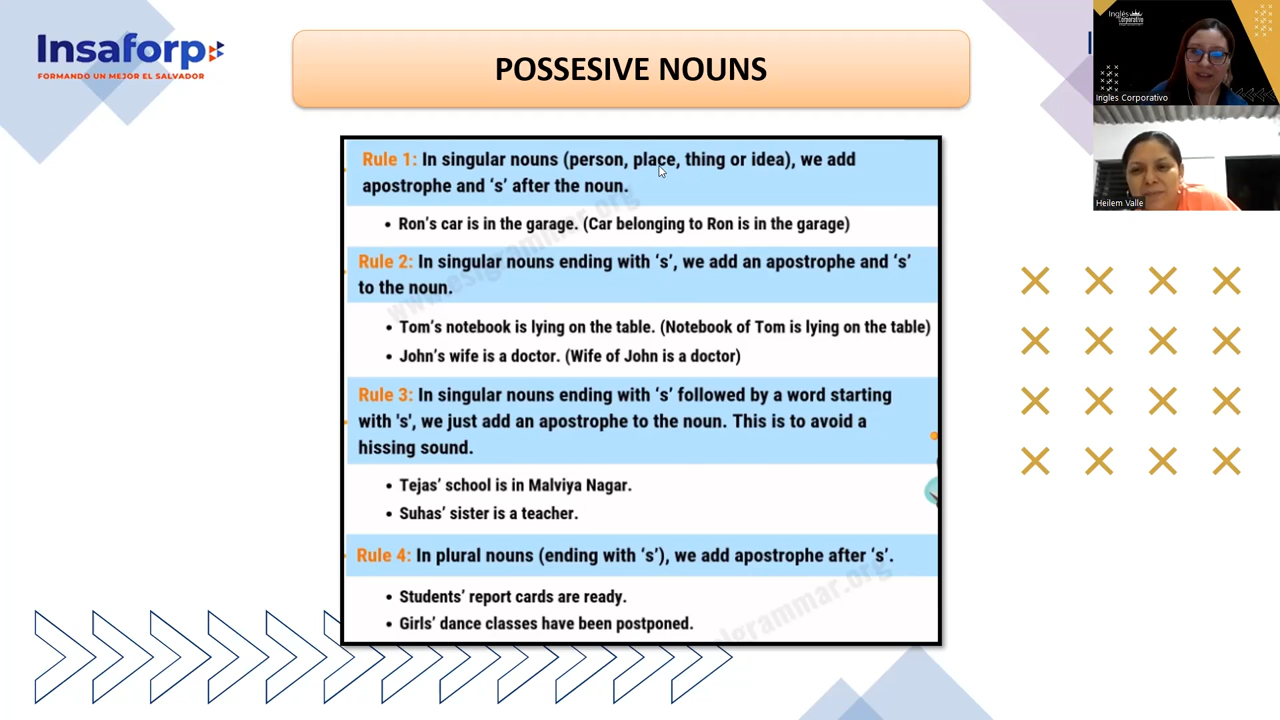 Insaforp
FORMANDO UN MEJOR EL SALVADOR
POSSESIVE NOUNS
Inglés
Corporativo
Ingles Corporativo
Heilem Valle
Rule 1: In singular nouns (person, place, thing or idea), we add
apostrophe and ‘s’ after the noun.
• Ron’s car is in the garage. (Car belonging to Ron is in the garage)
Rule 2: In singular nouns ending with ‘s’, we add an apostrophe and ‘s’
to the noun.
• Tom’s notebook is lying on the table. (Notebook of Tom is lying on the table)
• John’s wife is a doctor. (Wife of John is a doctor)
Rule 3: In singular nouns ending with ‘s’ followed by a word starting
with 's', we just add an apostrophe to the noun. This is to avoid a
hissing sound.
• Tejas’ school is in Malviya Nagar.
• Suhas’ sister is a teacher.
Rule 4: In plural nouns (ending with ‘s’), we add apostrophe after ‘s’.
• Students’ report cards are ready.
• Girls’ dance classes have been postponed.